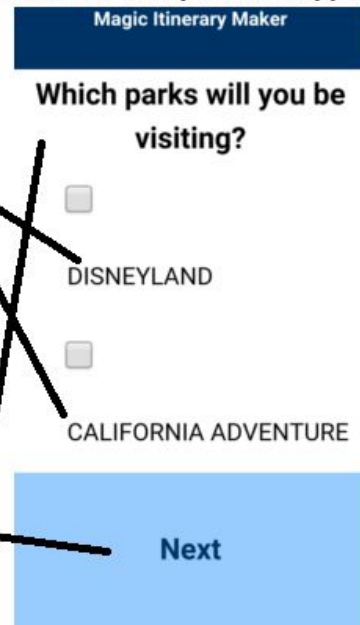 Magic Itinerary Maker
Which parks will you be
visiting?
DISNEYLAND
CALIFORNIA ADVENTURE
Next